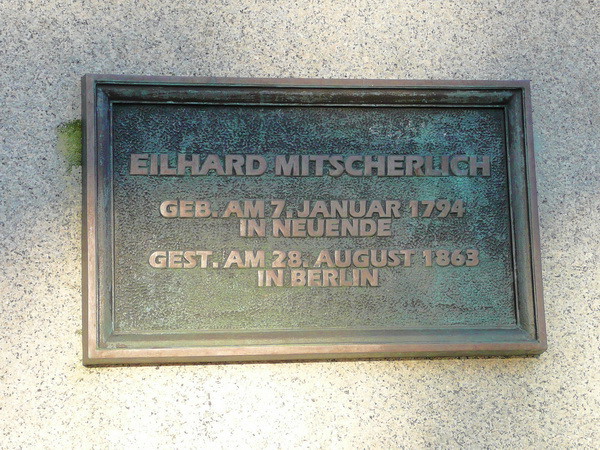 EILHARD MITSCHERLICH
GEB. AM 7. JANUAR 1794
IN NEUENDE
GEST. AM 28. AUGUST 1863
IN BERLIN